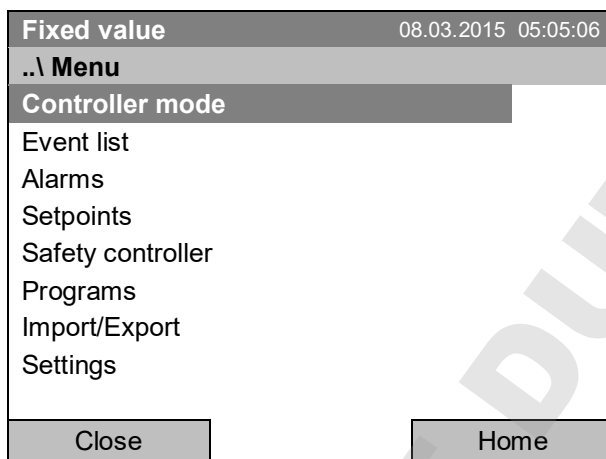 Fixed value 08.03.2015 05:05:06
..\ Menu
Controller mode
Event list
Alarms
Setpoints
Safety controller
Programs
Import/Export
Settings
Close Home